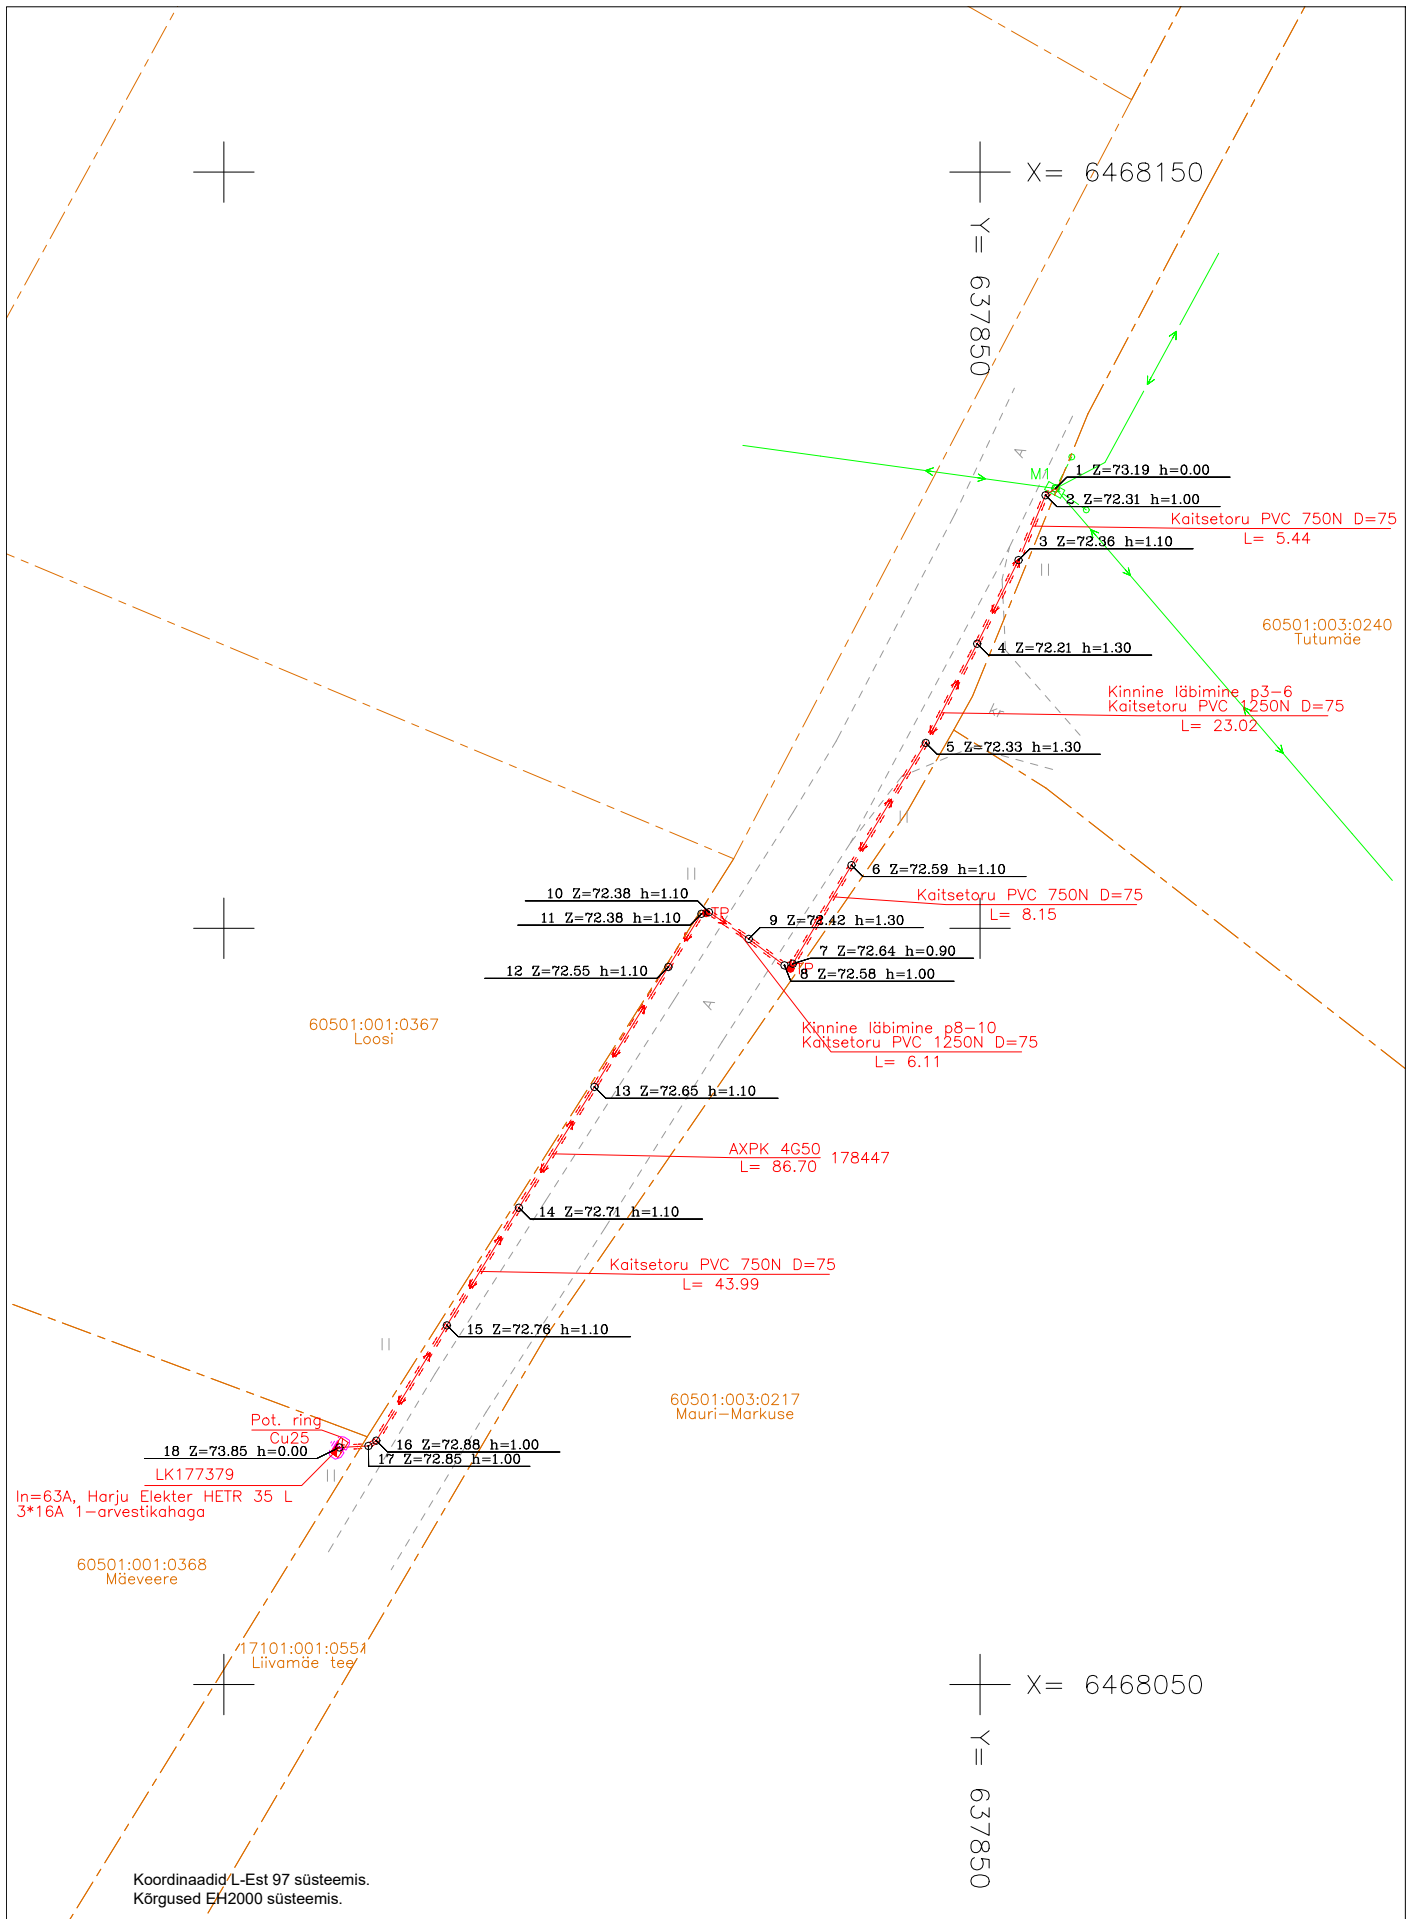 X= 6468150
Y= 637850
A
M/1
1 Z=73.19 h=0.00
2 Z=72.31 h=1.00
Kaitsetoru PVC 750N D=75
L= 5.44
3 Z=72.36 h=1.10
60501:003:0240
Tutumäe
4 Z=72.21 h=1.30
Kinnine läbimine p3-6
Kaitsetoru PVC 1250N D=75
L= 23.02
kr
5 Z=72.33 h=1.30
6 Z=72.59 h=1.10
Kaitsetoru PVC 750N D=75
L= 8.15
10 Z=72.38 h=1.10
TP
11 Z=72.38 h=1.10
9 Z=72.42 h=1.30
7 Z=72.64 h=0.90
TP
12 Z=72.55 h=1.10
8 Z=72.58 h=1.00
A
60501:001:0367
Loosi
Kinnine läbimine p8-10
Kaitsetoru PVC 1250N D=75
L= 6.11
13 Z=72.65 h=1.10
AXPK 4G50 178447
L= 86.70
14 Z=72.71 h=1.10
Kaitsetoru PVC 750N D=75
L= 43.99
15 Z=72.76 h=1.10
60501:003:0217
Mauri-Markuse
Pot. ring
Cu25
18 Z=73.85 h=0.00
16 Z=72.88 h=1.00
17 Z=72.85 h=1.00
LK177379
In=63A, Harju Elekter HETR 35 L
3*16A 1-arvestikahaga
60501:001:0368
Mäeveere
17101:001:0551
Liivamäe tee
X= 6468050
Y= 637850
Koordinaadid L-Est 97 süsteemis.
Kõrgused EH2000 süsteemis.